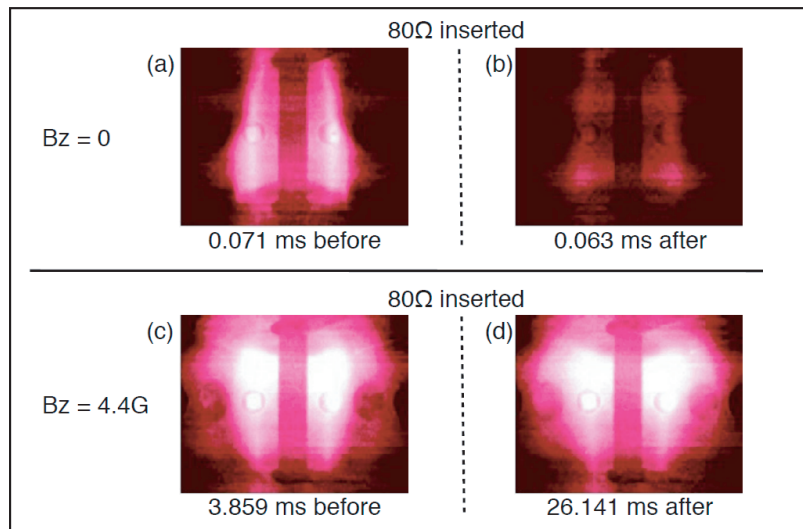 80Ω inserted
(a)
(b)
Bz = 0
0.071 ms before
0.063 ms after
80Ω inserted
(c)
(d)
Bz = 4.4G
3.859 ms before
26.141 ms after